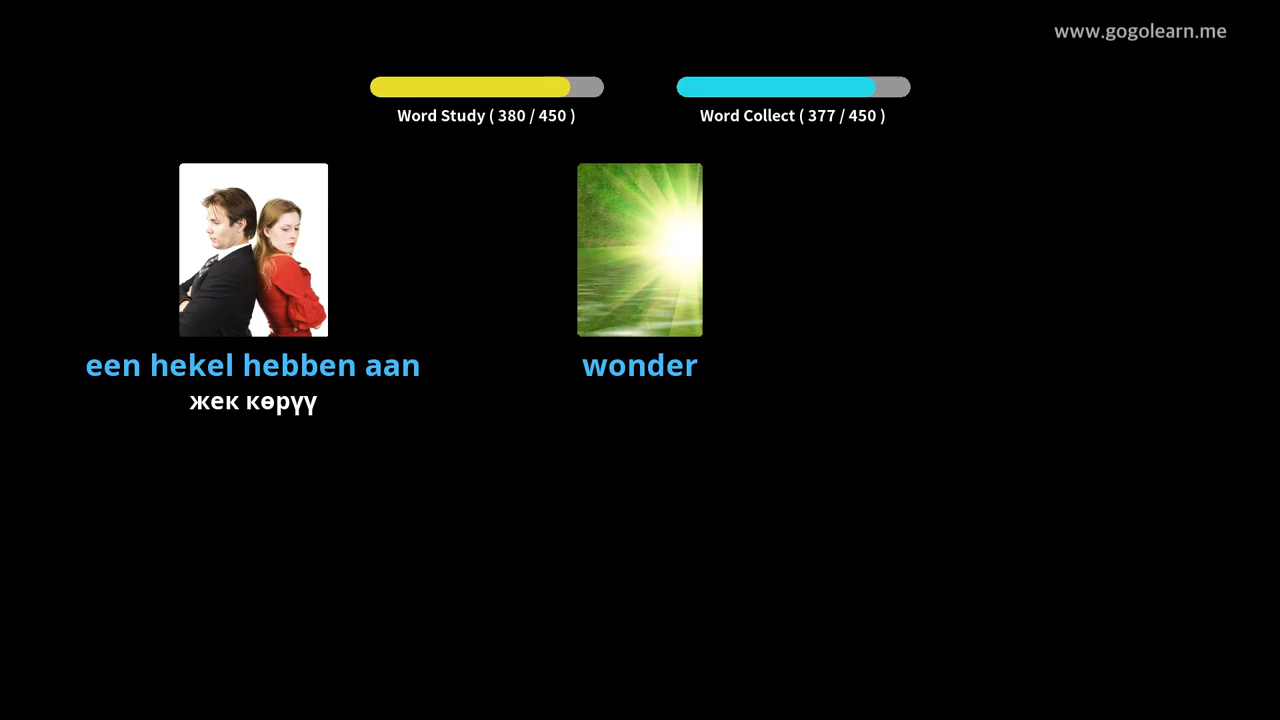 www.gogolearn.me
Word Study ( 380 / 450 )
Word Collect ( 377 / 450 )
een hekel hebben aan
жек көрүү
wonder